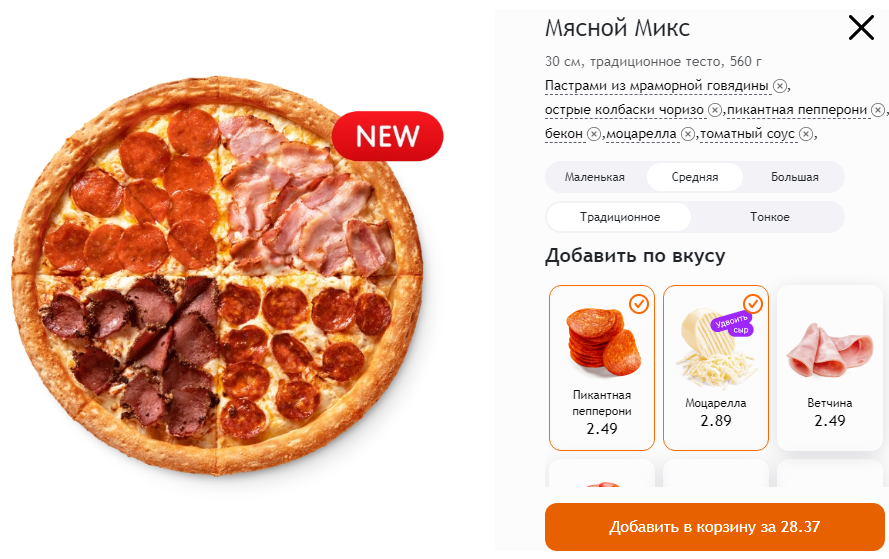 NEW
Мясной Микс
30 см, традиционное тесто, 560 г
Пастрами из мраморной говядины ,
острые колбаски чоризо ,пикантная пепперони ,
бекон ,моцарелла ,томатный соус ,
Маленькая Средняя Большая
Традиционное Тонкое
Добавить по вкусу
Удвоить
сыр
Пикантная
пепперони
2.49
Моцарелла
2.89
Ветчина
2.49
Добавить в корзину за 28.37